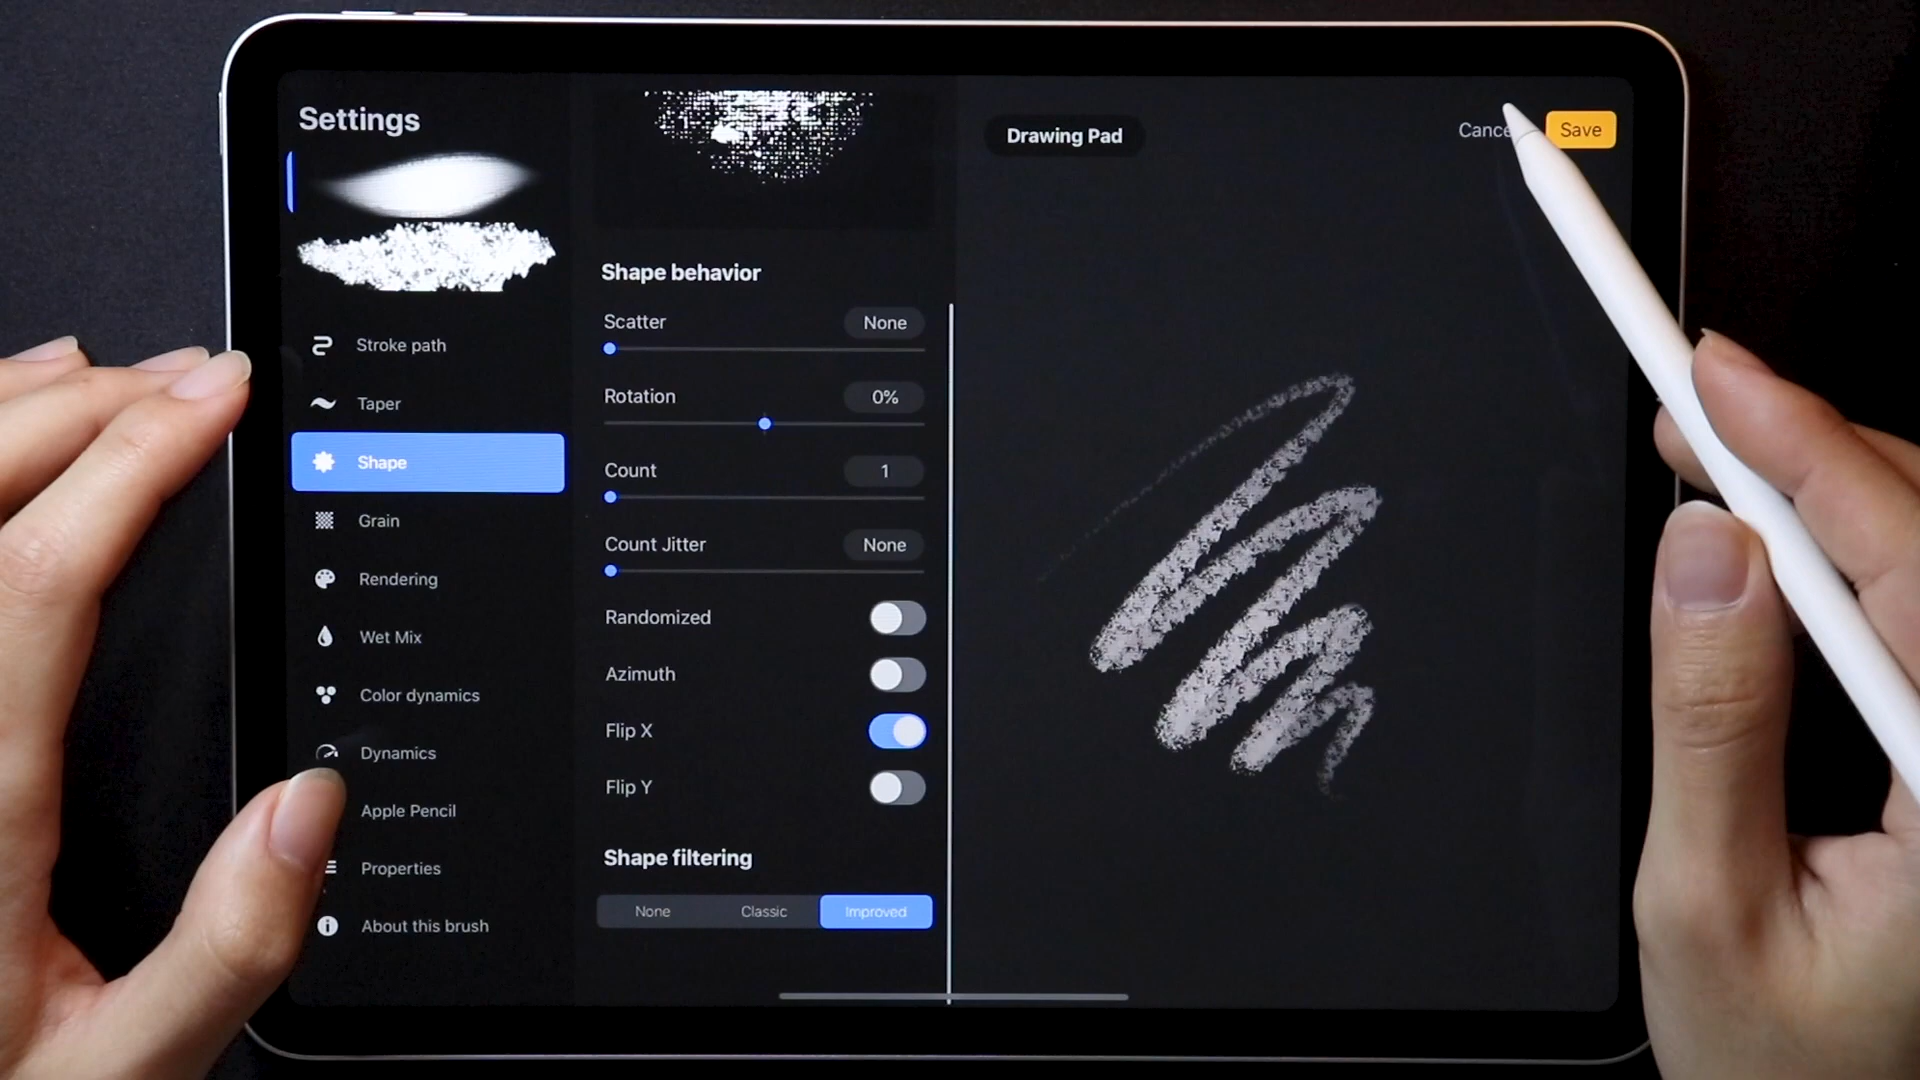 Settings
Stroke path
Taper
Shape
Grain
Rendering
Wet Mix
Color dynamics
Dynamics
Apple Pencil
Properties
About this brush
Shape behavior
Scatter None
Rotation 0%
Count 1
Count Jitter None
Randomized
Azimuth
Flip X
Flip Y
Shape filtering
None Classic Improved
Drawing Pad
Cance
Save